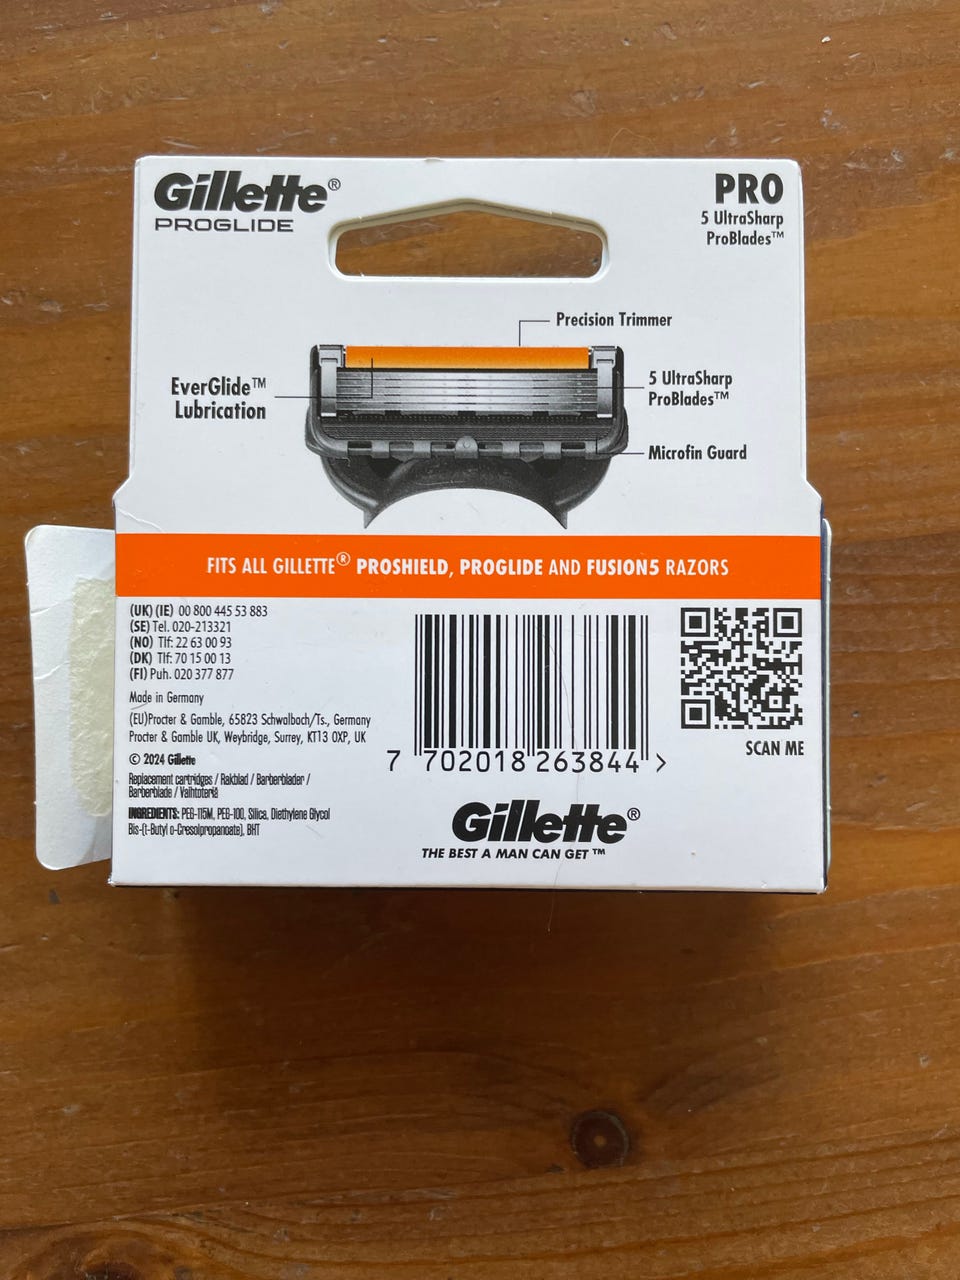 Gillette®
PROGLIDE
PRO
5 UltraSharp
ProBlades™
Precision Trimmer
EverGlide™
Lubrication
5 UltraSharp
ProBlades™
Microfin Guard
FITS ALL GILLETTE® PROSHIELD, PROGLIDE AND FUSION5 RAZORS
(UK) (IE) 00 800 445 53 883
(SE) Tel. 020-213321
(NO) Tlf: 22 63 00 93
(DK) Tlf: 70 15 00 13
(FI) Puh. 020 377 877
Made in Germany
(EU)Procter & Gamble, 65823 Schwalbach/Ts., Germany
Procter & Gamble UK, Weybridge, Surrey, KT13 0XP, UK
© 2024 Gillette
Replacement cartridges / Rakblad / Barberblader /
Barberblade / Vaihtoteriä
INGREDIENTS: PEG-115M, PEG-100, Silica, Diethylene Glycol
Bis-(t-Butyl o-Cresolpropanoate), BHT
7 702018 263844 >
SCAN ME
Gillette®
THE BEST A MAN CAN GET™